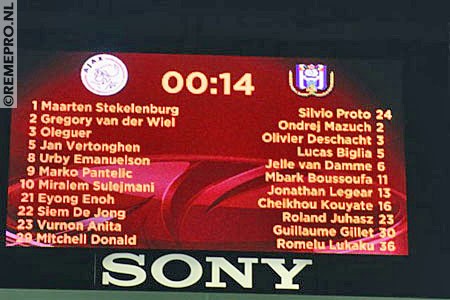 ©REMEPRO.NL
AJAX
00:14
1 Maarten Stekelenburg
2 Gregory van der Wiel
3 Oleguer
5 Jan Vertonghen
8 Urby Emanuelson
9 Marko Pantelic
10 Miralem Sulejmani
21 Eyong Enoh
22 Siem De Jong
23 Vurnon Anita
29 Mitchell Donald
Silvio Proto 24
Ondrej Mazuch 2
Olivier Deschacht 3
Lucas Biglia 5
Jelle van Damme 6
Mbark Boussoufa 11
Jonathan Legear 13
Cheikhou Kouyate 16
Roland Juhasz 23
Guillaume Gillet 30
Romelu Lukaku 36
SONY